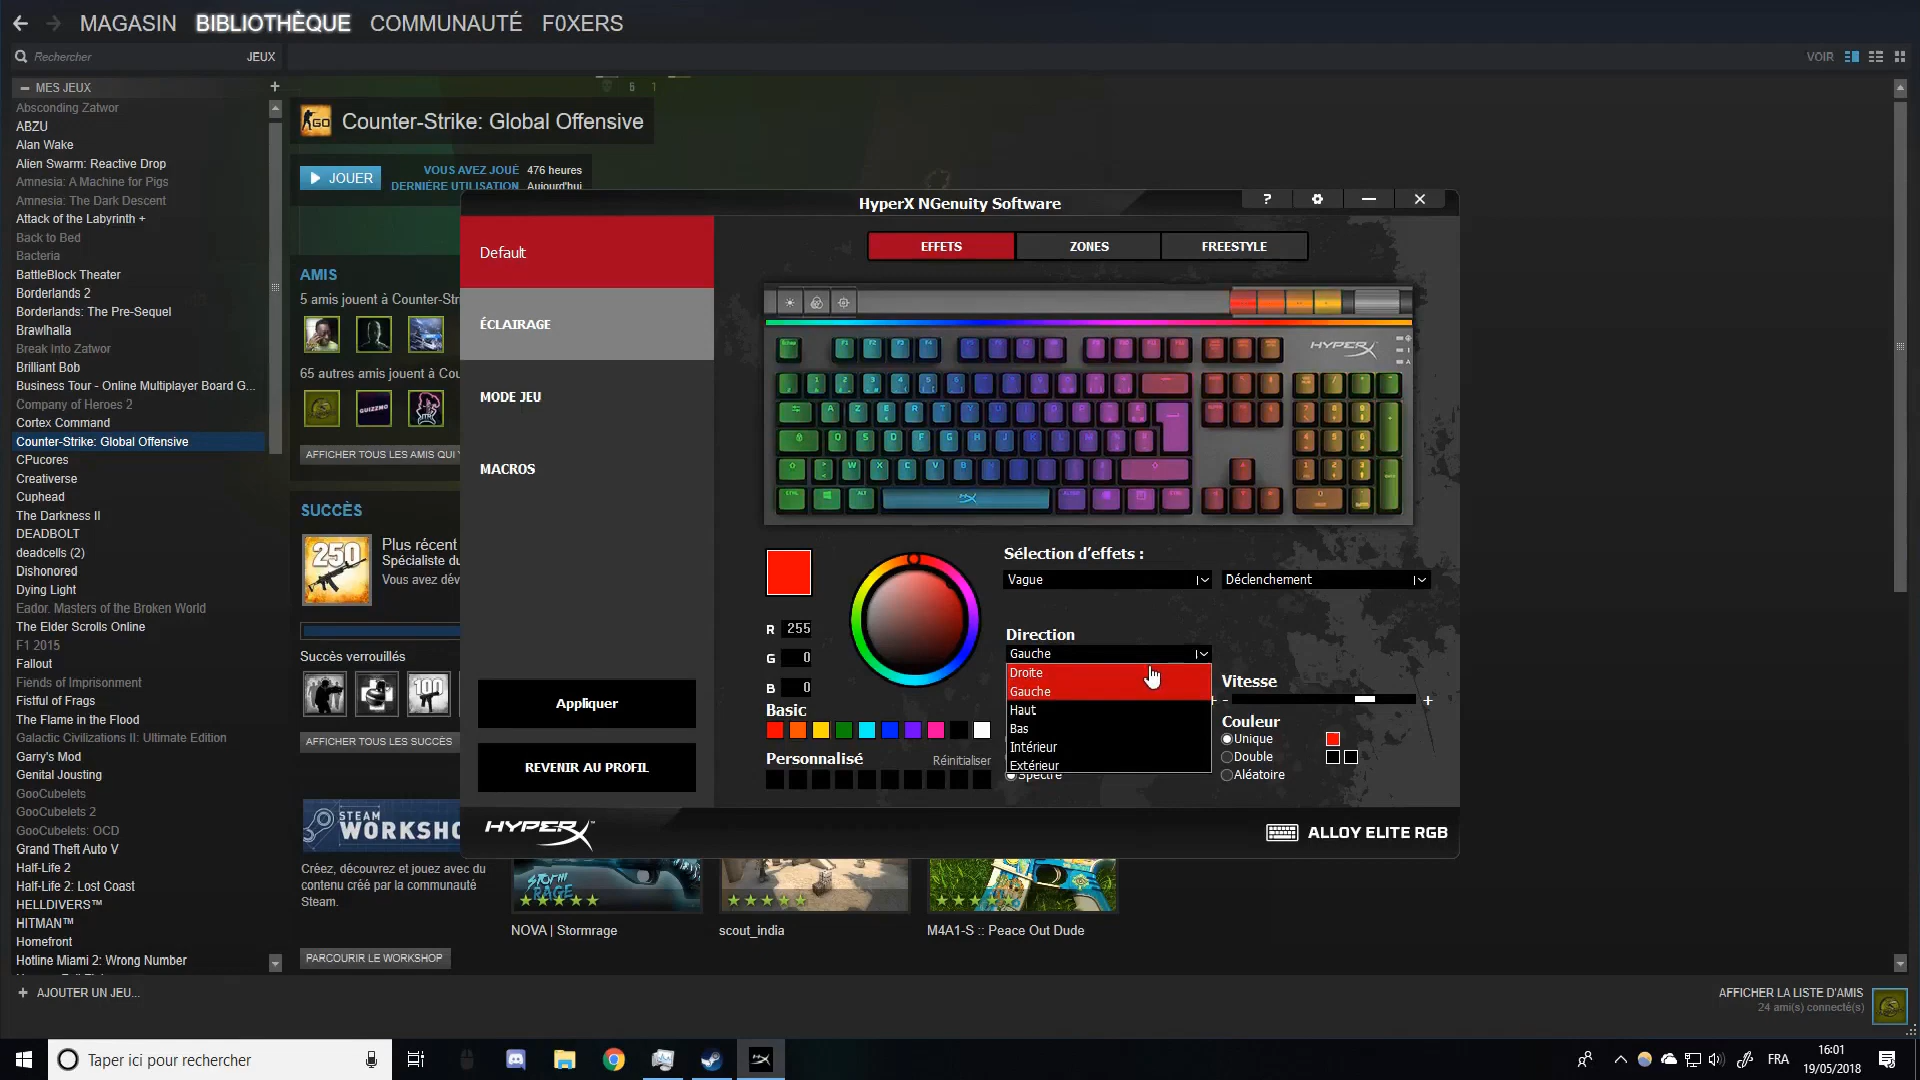 MAGASIN BIBLIOTHÈQUE COMMUNAUTÉ F0XERS
Rechercher JEUX VOIR
MES JEUX +
Absconding Zatwor
ABZU
Alan Wake
Alien Swarm: Reactive Drop
Amnesia: A Machine for Pigs
Amnesia: The Dark Descent
Attack of the Labyrinth +
Back to Bed
Bacteria
BattleBlock Theater
Borderlands 2
Borderlands: The Pre-Sequel
Brawlhalla
Break Into Zatwor
Brilliant Bob
Business Tour - Online Multiplayer Board G...
Company of Heroes 2
Cortex Command
Counter-Strike: Global Offensive
CPucores
Creativerse
Cuphead
The Darkness II
DEADBOLT
deadcells (2)
Dishonored
Dying Light
Eador. Masters of the Broken World
The Elder Scrolls Online
F1 2015
Fallout
Fiends of Imprisonment
Fistful of Frags
The Flame in the Flood
Galactic Civilizations II: Ultimate Edition
Garry's Mod
Genital Jousting
GooCubelets
GooCubelets 2
GooCubelets: OCD
Grand Theft Auto V
Half-Life 2
Half-Life 2: Lost Coast
HELLDIVERS™
HITMAN™
Homefront
Hotline Miami 2: Wrong Number
+ AJOUTER UN JEU...
GO Counter-Strike: Global Offensive
JOUER
VOUS AVEZ JOUÉ 476 heures
DERNIÈRE UTILISATION Aujourd'hui
AMIS
5 amis jouent à Counter-Str
65 autres amis jouent à Cou
GUIZZMO
AFFICHER TOUS LES AMIS QUI
SUCCÈS
250
Plus récent
Spécialiste du
Vous avez dév
Succès verrouillés
100
AFFICHER TOUS LES SUCCÈS
STEAM
WORKSHO
Créez, découvrez et jouez avec du
contenu créé par la communauté
Steam.
PARCOURIR LE WORKSHOP
STORM
RAGE
NOVA | Stormrage
scout_india
M4A1-S :: Peace Out Dude
HyperX NGenuity Software
?
Default
ÉCLAIRAGE
MODE JEU
MACROS
Appliquer
REVENIR AU PROFIL
EFFETS ZONES FREESTYLE
HYPERX
R 255
G 0
B 0
Basic
Personnalisé Réinitialiser
Sélection d'effets :
Vague Déclenchement
Direction
Gauche
Droite
Gauche
Haut
Bas
Intérieur
Extérieur
Spectre
Vitesse
- +
Couleur
Unique
Double
Aléatoire
HYPERX™
ALLOY ELITE RGB
AFFICHER LA LISTE D'AMIS
24 ami(s) connecté(s)
Taper ici pour rechercher
FRA
16:01
19/05/2018